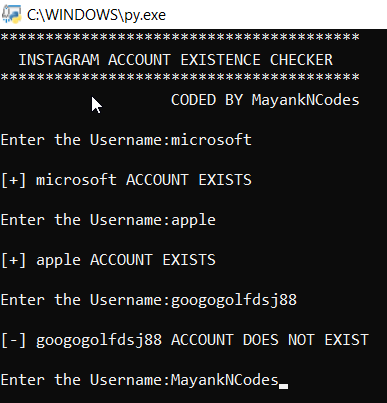 C:\WINDOWS\py.exe
****************************************
INSTAGRAM ACCOUNT EXISTENCE CHECKER
****************************************
CODED BY MayankNCodes
Enter the Username:microsoft
[+] microsoft ACCOUNT EXISTS
Enter the Username:apple
[+] apple ACCOUNT EXISTS
Enter the Username:googogolfdsj88
[-] googogolfdsj88 ACCOUNT DOES NOT EXIST
Enter the Username:MayankNCodes